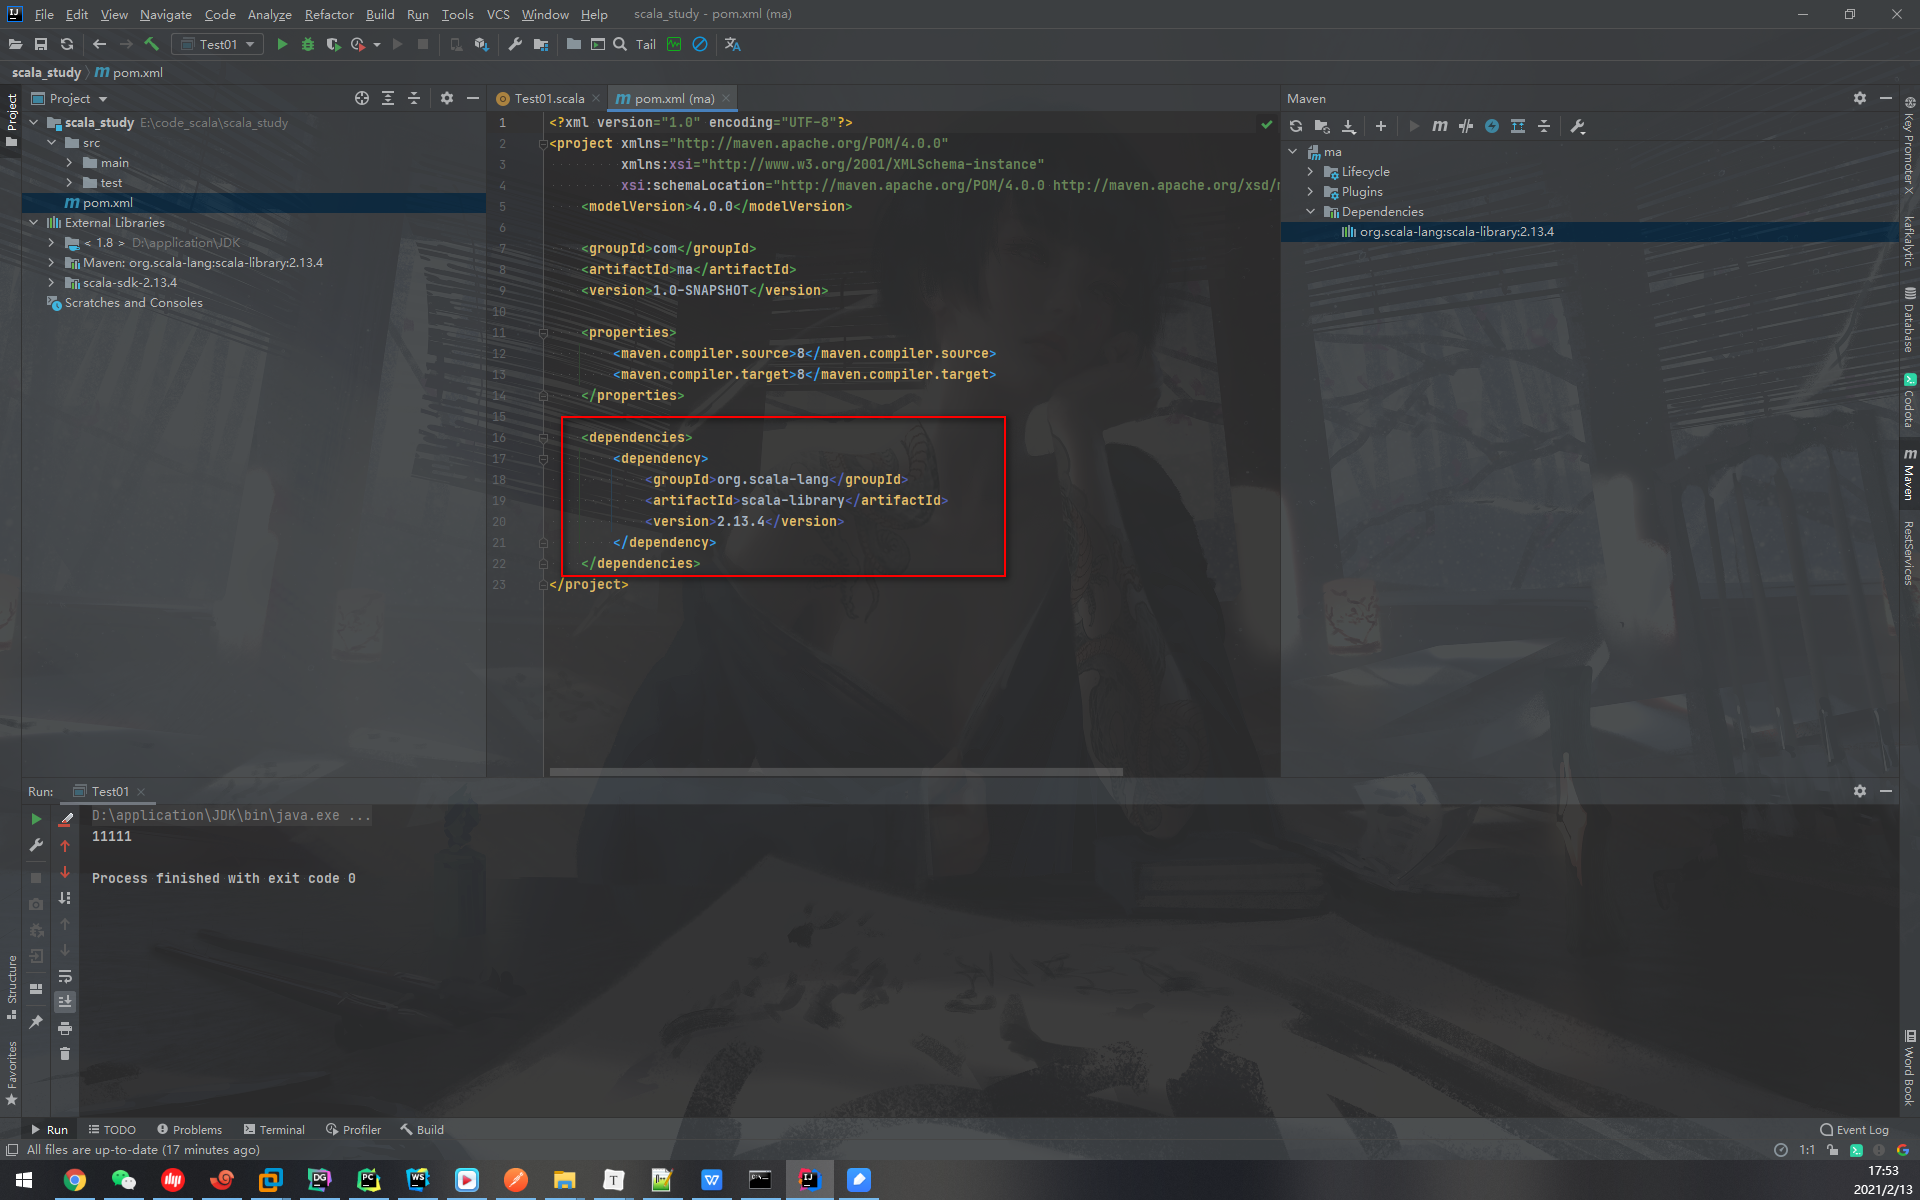 File Edit View Navigate Code Analyze Refactor Build Run Tools VCS Window Help scala_study - pom.xml (ma)
Test01 Tail
scala_study pom.xml
Project
Test01.scala pom.xml (ma)
Maven
scala_study E:\code_scala\scala_study
src
main
test
pom.xml
External Libraries
< 1.8 > D:\application\JDK
Maven: org.scala-lang:scala-library:2.13.4
scala-sdk-2.13.4
Scratches and Consoles
1 <?xml version="1.0" encoding="UTF-8"?>
2 <project xmlns="http://maven.apache.org/POM/4.0.0"
3 xmlns:xsi="http://www.w3.org/2001/XMLSchema-instance"
4 xsi:schemaLocation="http://maven.apache.org/POM/4.0.0 http://maven.apache.org/xsd/
5 <modelVersion>4.0.0</modelVersion>
6
7 <groupId>com</groupId>
8 <artifactId>ma</artifactId>
9 <version>1.0-SNAPSHOT</version>
10
11 <properties>
12 <maven.compiler.source>8</maven.compiler.source>
13 <maven.compiler.target>8</maven.compiler.target>
14 </properties>
15
16 <dependencies>
17 <dependency>
18 <groupId>org.scala-lang</groupId>
19 <artifactId>scala-library</artifactId>
20 <version>2.13.4</version>
21 </dependency>
22 </dependencies>
23 </project>
ma
Lifecycle
Plugins
Dependencies
org.scala-lang:scala-library:2.13.4
Project
Structure
Favorites
Key Promoter X
kafkalytic
Database
Codota
Maven
RestServices
Word Book
Run: Test01
D:\application\JDK\bin\java.exe ...
11111
Process finished with exit code 0
Run TODO Problems Terminal Profiler Build Event Log
All files are up-to-date (17 minutes ago) 1:1
17:53
2021/2/13